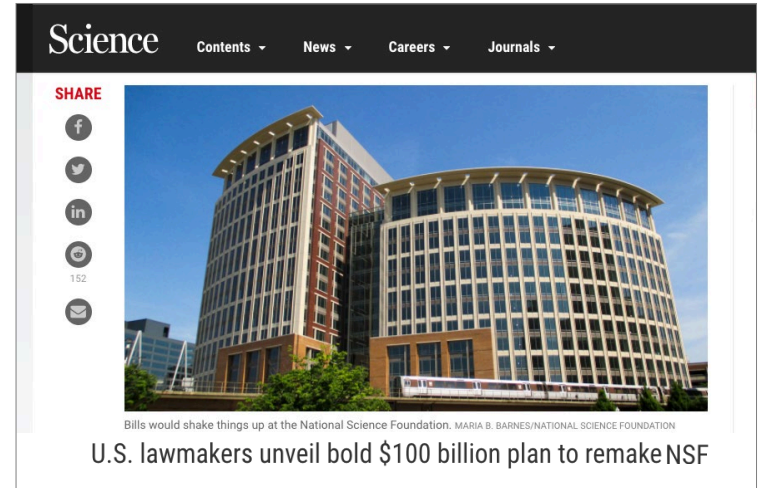 Science
Contents News Careers Journals
SHARE
152
Bills would shake things up at the National Science Foundation. MARIA B. BARNES/NATIONAL SCIENCE FOUNDATION
U.S. lawmakers unveil bold $100 billion plan to remake NSF